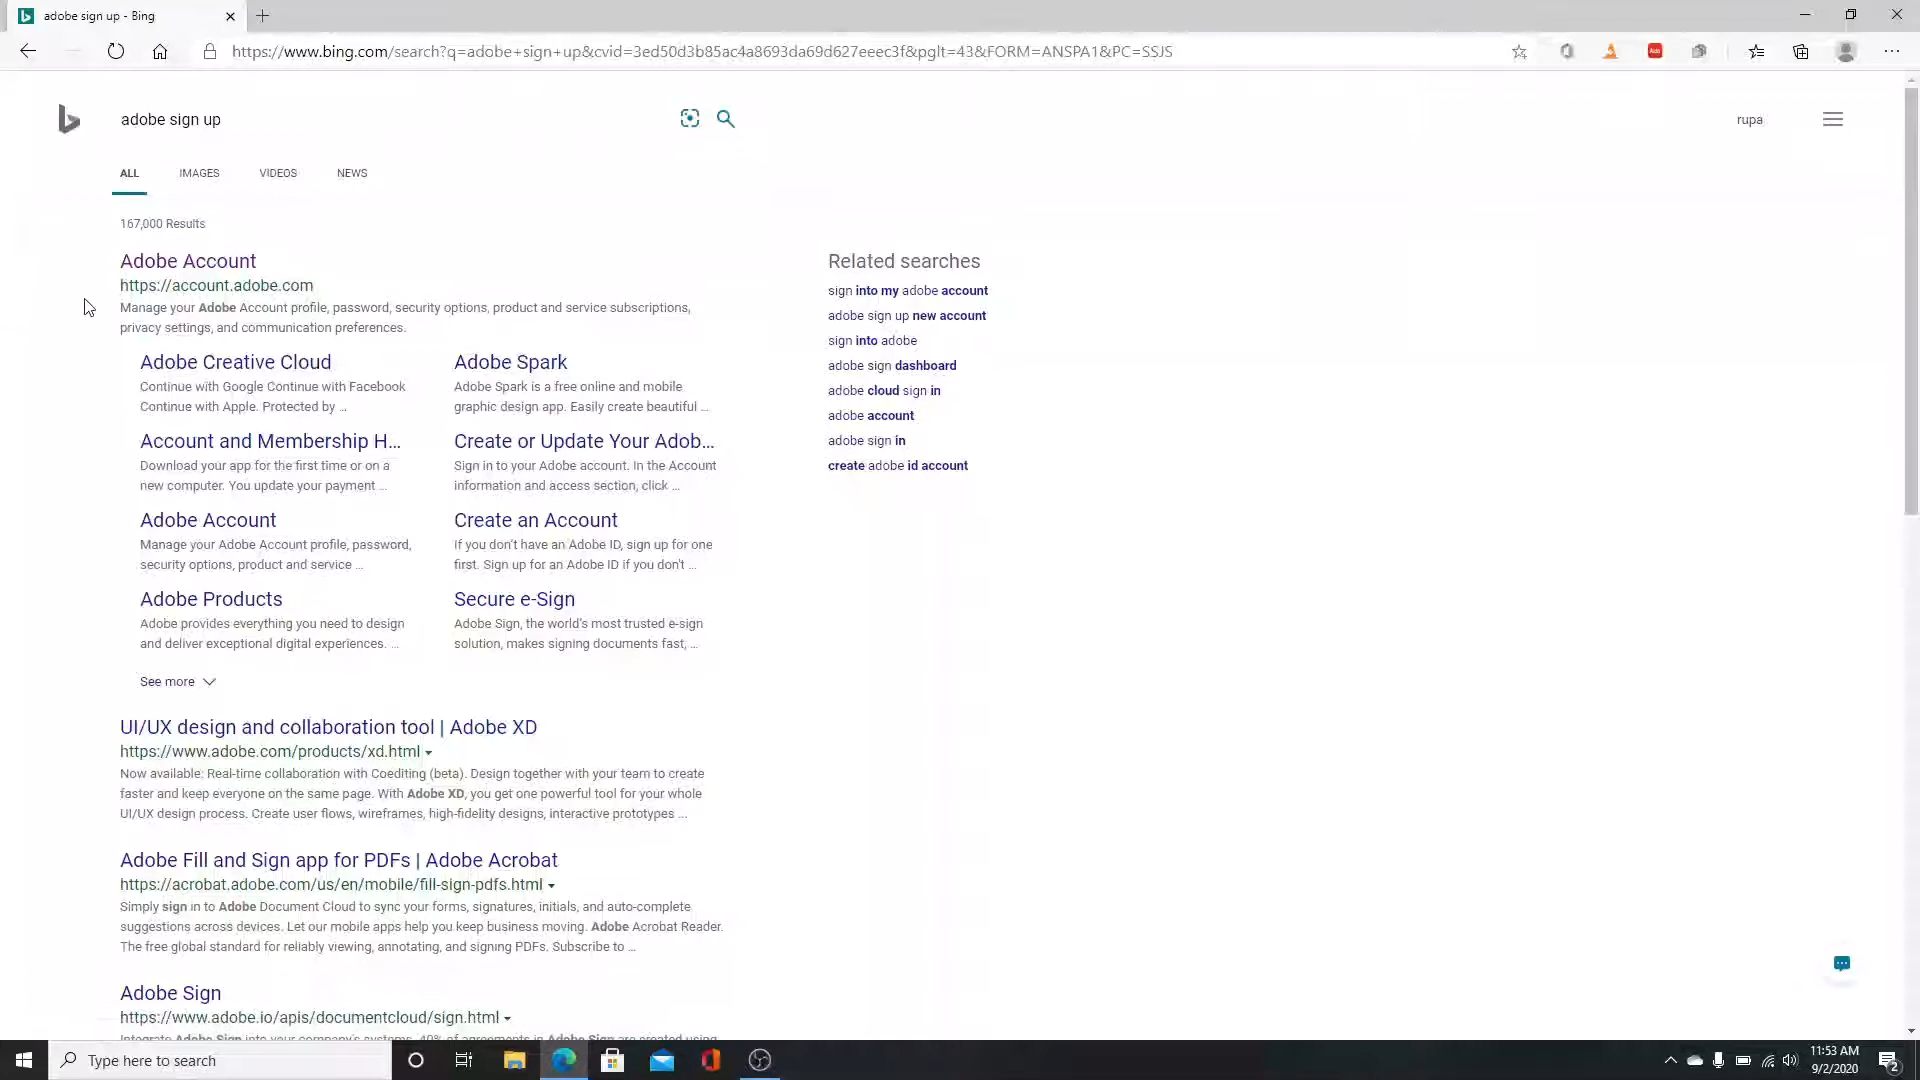 adobe sign up - Bing
https://www.bing.com/search?q=adobe+sign+up&cvid=3ed50d3b85ac4a8693da69d627eeec3f&pglt=43&FORM=ANSPA1&PC=SSJS
adobe sign up
rupa
ALL IMAGES VIDEOS NEWS
167,000 Results
Adobe Account
https://account.adobe.com
Manage your Adobe Account profile, password, security options, product and service subscriptions,
privacy settings, and communication preferences.
Adobe Creative Cloud
Continue with Google Continue with Facebook
Continue with Apple. Protected by ...
Adobe Spark
Adobe Spark is a free online and mobile
graphic design app. Easily create beautiful ...
Account and Membership H...
Download your app for the first time or on a
new computer. You update your payment ...
Create or Update Your Adob...
Sign in to your Adobe account. In the Account
information and access section, click ...
Adobe Account
Manage your Adobe Account profile, password,
security options, product and service ...
Create an Account
If you don't have an Adobe ID, sign up for one
first. Sign up for an Adobe ID if you don't ...
Adobe Products
Adobe provides everything you need to design
and deliver exceptional digital experiences. ...
Secure e-Sign
Adobe Sign, the world's most trusted e-sign
solution, makes signing documents fast, ...
See more
UI/UX design and collaboration tool | Adobe XD
https://www.adobe.com/products/xd.html
Now available: Real-time collaboration with Coediting (beta). Design together with your team to create
faster and keep everyone on the same page. With Adobe XD, you get one powerful tool for your whole
UI/UX design process. Create user flows, wireframes, high-fidelity designs, interactive prototypes ...
Adobe Fill and Sign app for PDFs | Adobe Acrobat
https://acrobat.adobe.com/us/en/mobile/fill-sign-pdfs.html
Simply sign in to Adobe Document Cloud to sync your forms, signatures, initials, and auto-complete
suggestions across devices. Let our mobile apps help you keep business moving. Adobe Acrobat Reader.
The free global standard for reliably viewing, annotating, and signing PDFs. Subscribe to ...
Adobe Sign
https://www.adobe.io/apis/documentcloud/sign.html
Integrate Adobe Sign into your company's systems. 40% of agreements in Adobe Sign are created using
Related searches
sign into my adobe account
adobe sign up new account
sign into adobe
adobe sign dashboard
adobe cloud sign in
adobe account
adobe sign in
create adobe id account
Type here to search
11:53 AM
9/2/2020
2